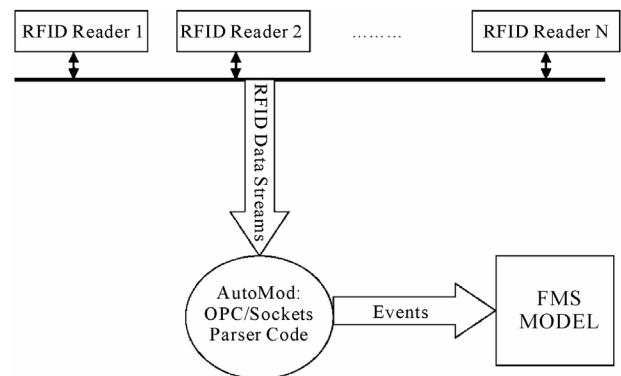 RFID Reader 1
RFID Reader 2
.........
RFID Reader N
RFID Data Streams
AutoMod:
OPC/Sockets
Parser Code
Events
FMS
MODEL